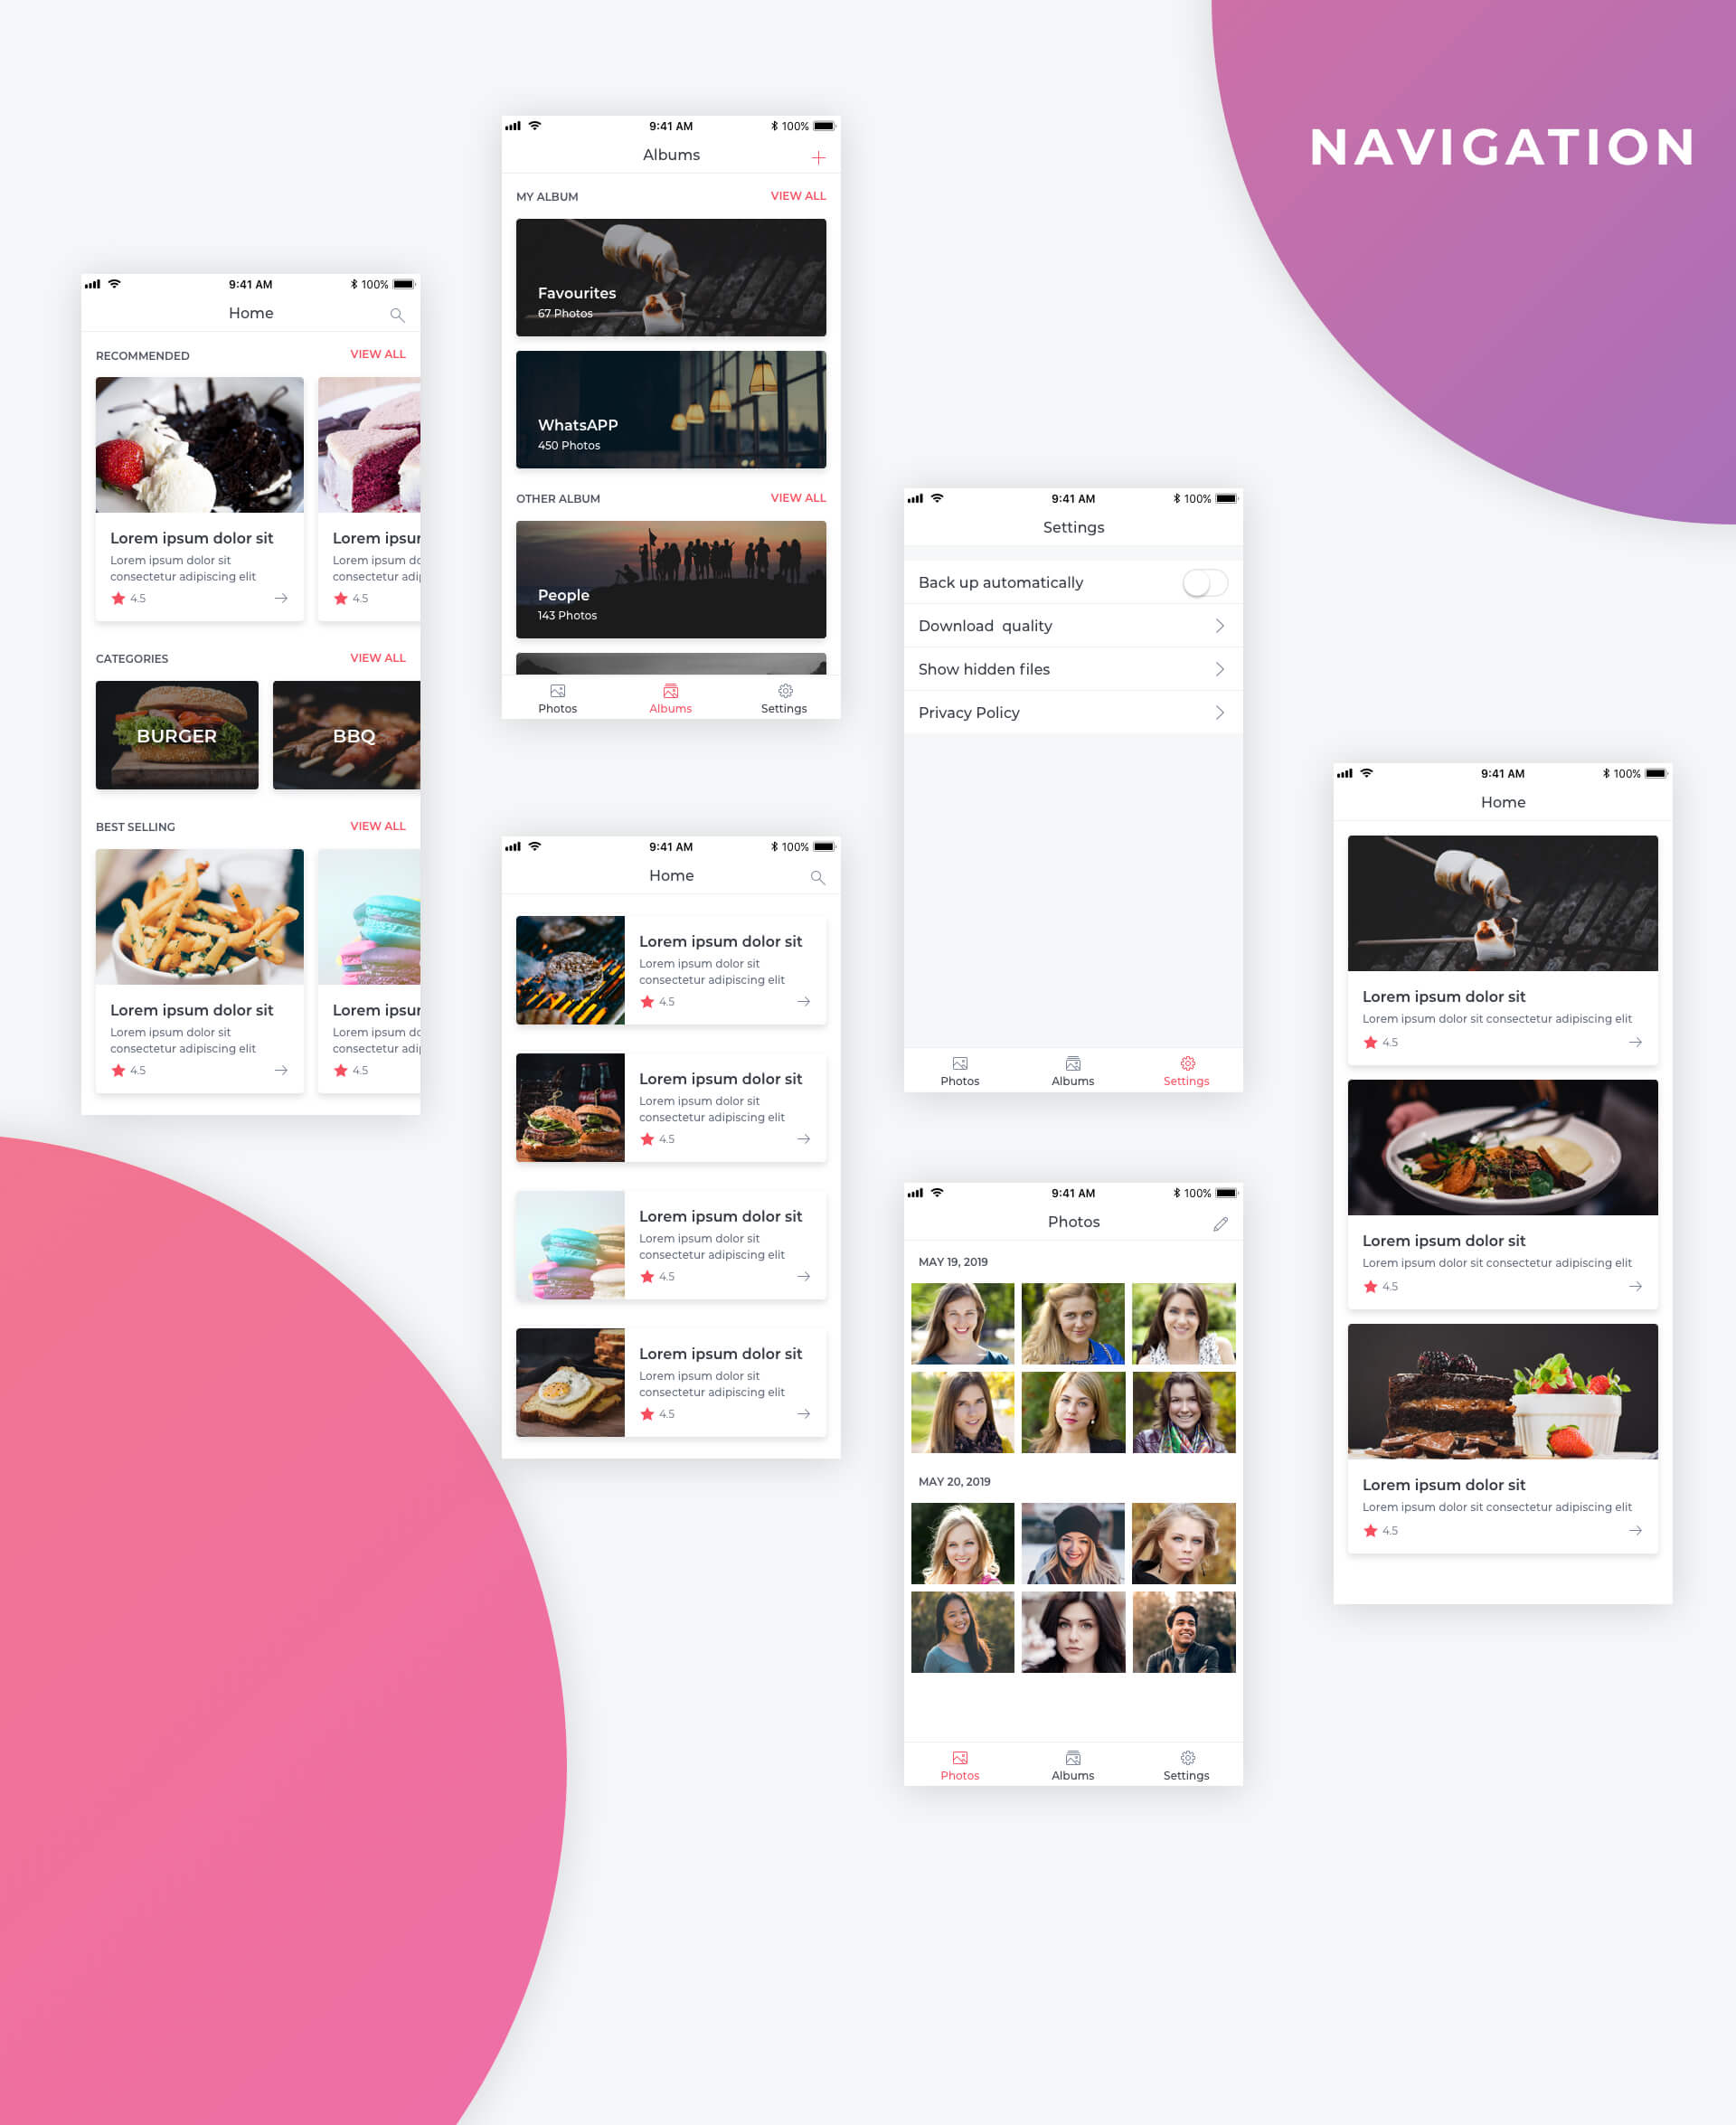 NAVIGATION
9:41 AM 100%
Home
RECOMMENDED VIEW ALL
Lorem ipsum dolor sit
Lorem ipsum dolor sit
consectetur adipiscing elit
4.5
Lorem ipsur
Lorem ipsum dc
consectetur adip
4.5
CATEGORIES VIEW ALL
BURGER
BBQ
BEST SELLING VIEW ALL
Lorem ipsum dolor sit
Lorem ipsum dolor sit
consectetur adipiscing elit
4.5
Lorem ipsur
Lorem ipsum dc
consectetur adip
4.5
9:41 AM 100%
Albums
MY ALBUM VIEW ALL
Favourites
67 Photos
WhatsAPP
450 Photos
OTHER ALBUM VIEW ALL
People
143 Photos
Photos Albums Settings
9:41 AM 100%
Home
Lorem ipsum dolor sit
Lorem ipsum dolor sit
consectetur adipiscing elit
4.5
Lorem ipsum dolor sit
Lorem ipsum dolor sit
consectetur adipiscing elit
4.5
Lorem ipsum dolor sit
Lorem ipsum dolor sit
consectetur adipiscing elit
4.5
Lorem ipsum dolor sit
Lorem ipsum dolor sit
consectetur adipiscing elit
4.5
9:41 AM 100%
Settings
Back up automatically
Download quality
Show hidden files
Privacy Policy
Photos Albums Settings
9:41 AM 100%
Photos
MAY 19, 2019
MAY 20, 2019
Photos Albums Settings
9:41 AM 100%
Home
Lorem ipsum dolor sit
Lorem ipsum dolor sit consectetur adipiscing elit
4.5
Lorem ipsum dolor sit
Lorem ipsum dolor sit consectetur adipiscing elit
4.5
Lorem ipsum dolor sit
Lorem ipsum dolor sit consectetur adipiscing elit
4.5